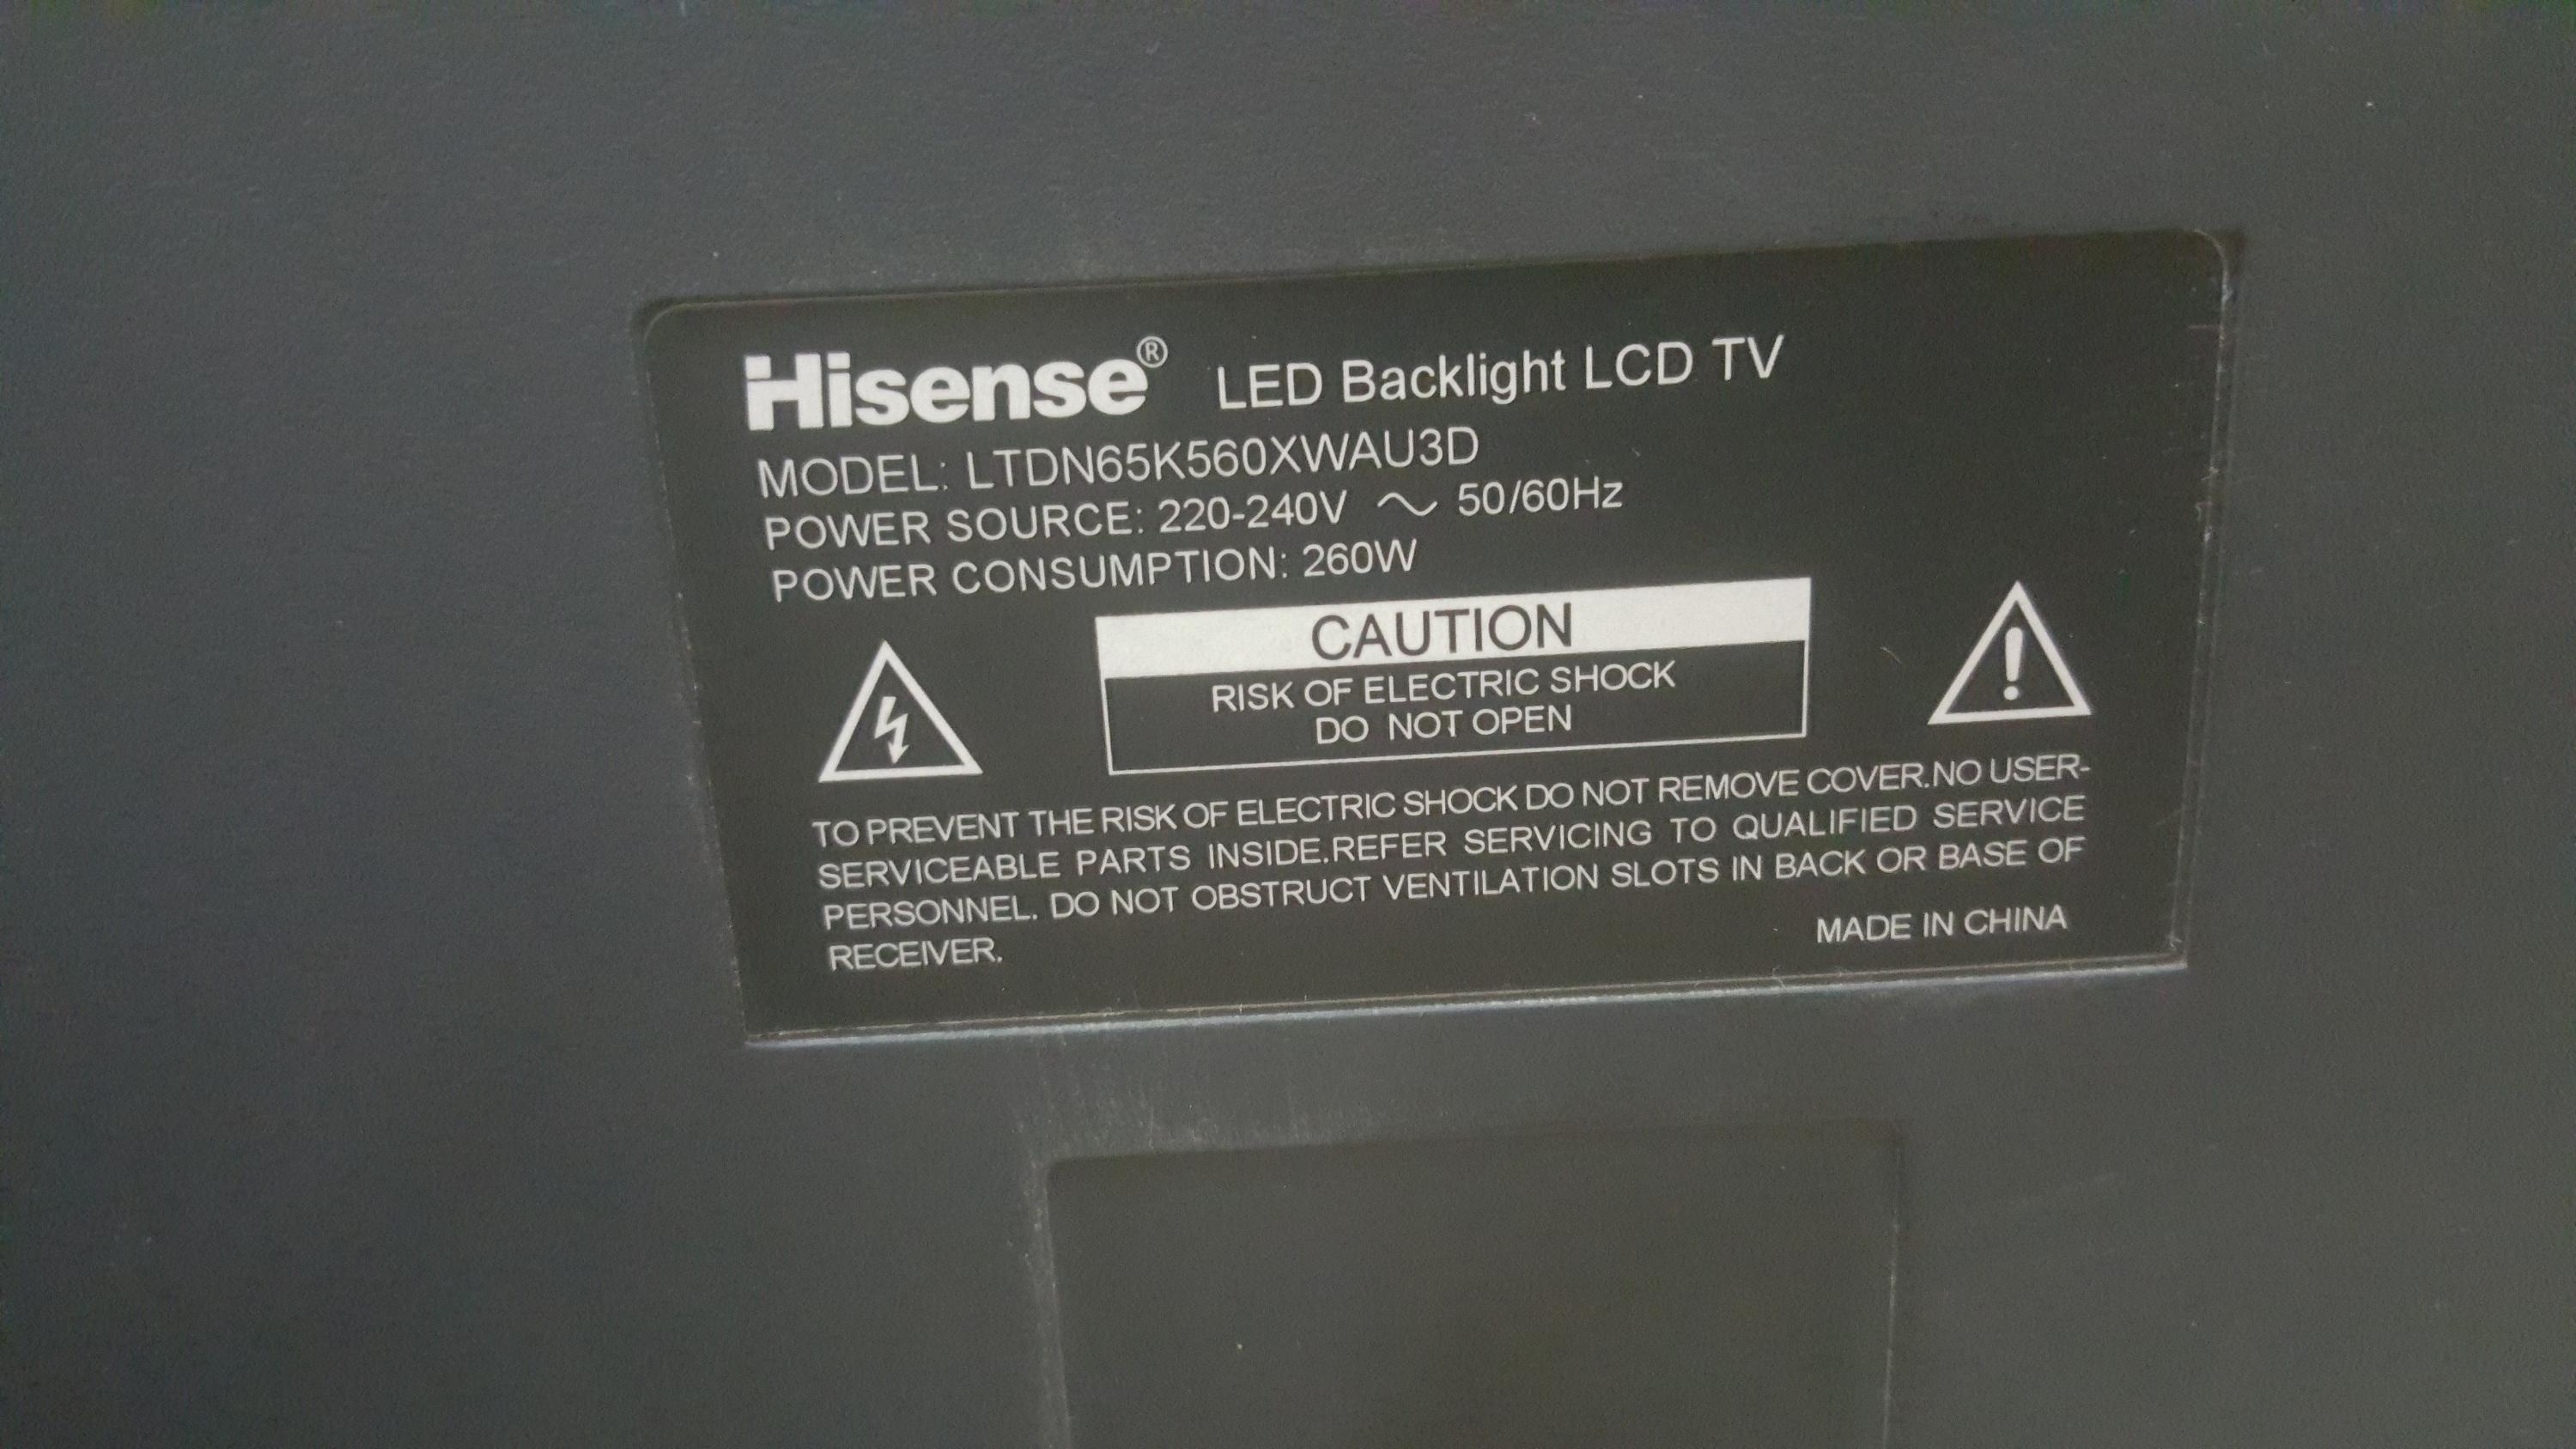 Hisense® LED Backlight LCD TV
MODEL: LTDN65K560XWAU3D
POWER SOURCE: 220-240V ～ 50/60Hz
POWER CONSUMPTION: 260W
CAUTION
RISK OF ELECTRIC SHOCK
DO NOT OPEN
TO PREVENT THE RISK OF ELECTRIC SHOCK DO NOT REMOVE COVER.NO USER-
SERVICEABLE PARTS INSIDE.REFER SERVICING TO QUALIFIED SERVICE
PERSONNEL. DO NOT OBSTRUCT VENTILATION SLOTS IN BACK OR BASE OF
RECEIVER.
MADE IN CHINA